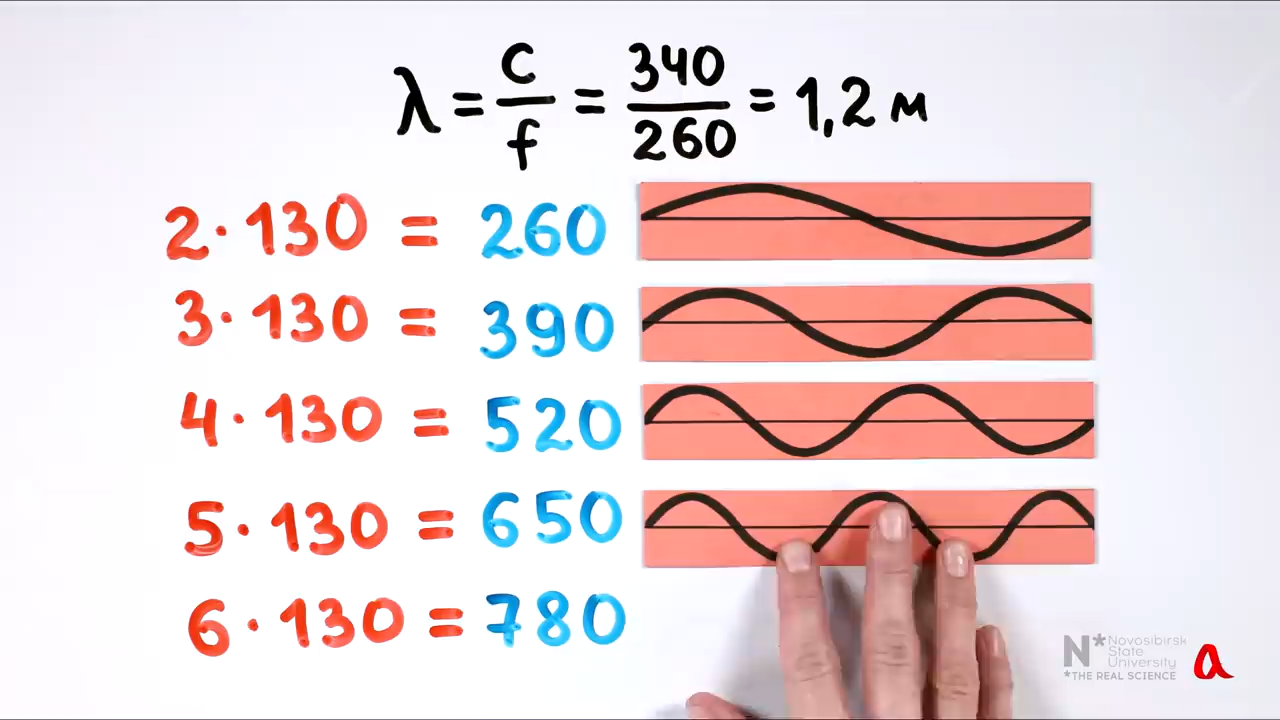 λ = c/f = 340/260 = 1,2 м
2 · 130 = 260
3 · 130 = 390
4 · 130 = 520
5 · 130 = 650
6 · 130 = 780
N* Novosibirsk
State
University
*THE REAL SCIENCE
a